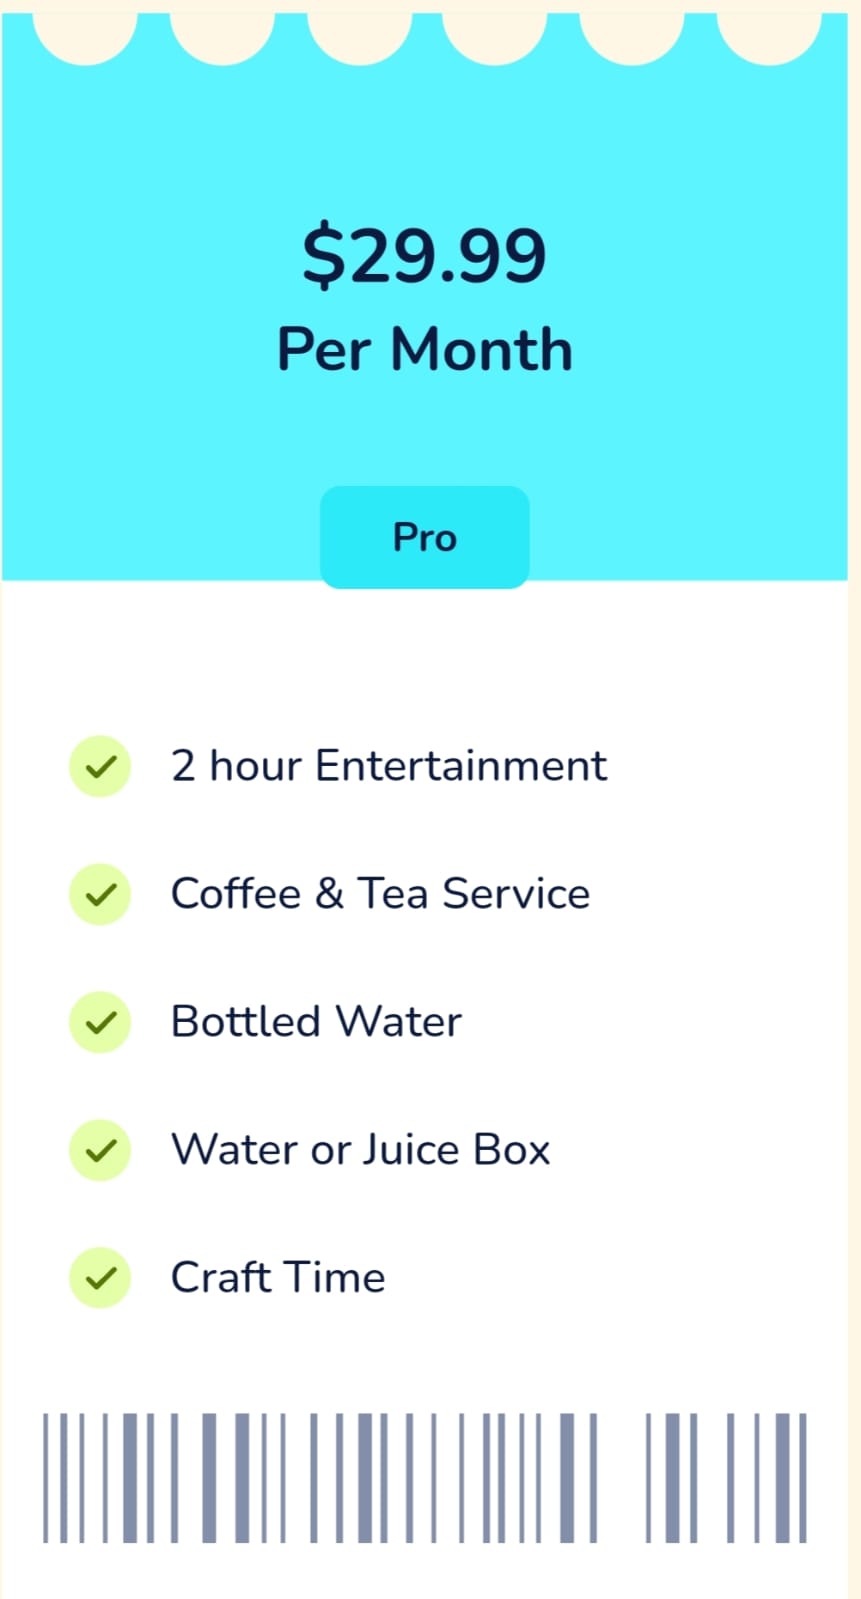 $29.99
Per Month
Pro
2 hour Entertainment
Coffee & Tea Service
Bottled Water
Water or Juice Box
Craft Time